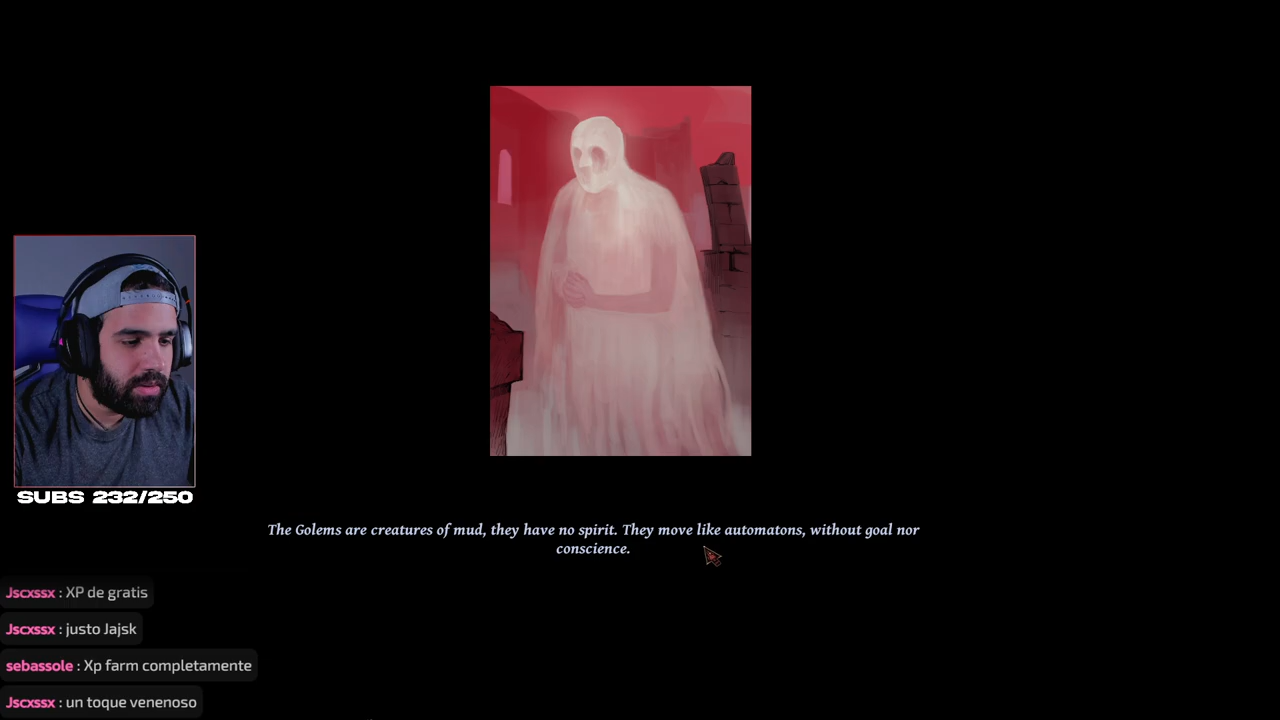 SUBS 232/250
The Golems are creatures of mud, they have no spirit. They move like automatons, without goal nor
conscience.
Jscxssx : XP de gratis
Jscxssx : justo Jajsk
sebassole : Xp farm completamente
Jscxssx : un toque venenoso